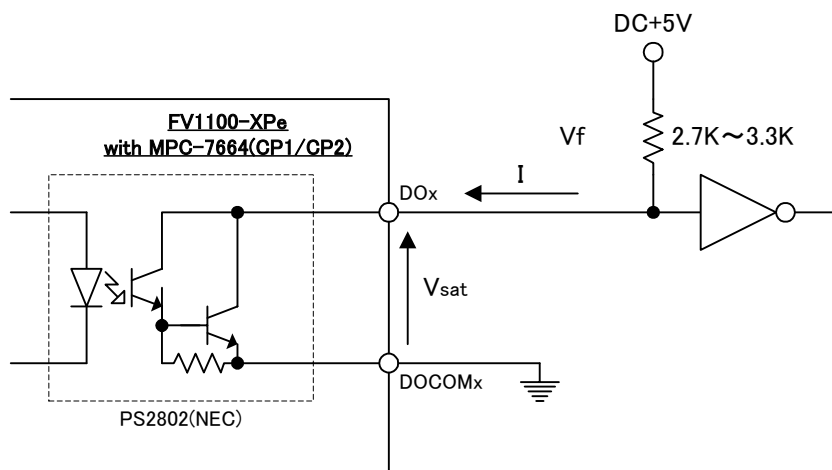 DC+5V
FV1100-XPe
with MPC-7664(CP1/CP2)
Vf
2.7K～3.3K
I
DOx
Vsat
DOCOMx
PS2802(NEC)